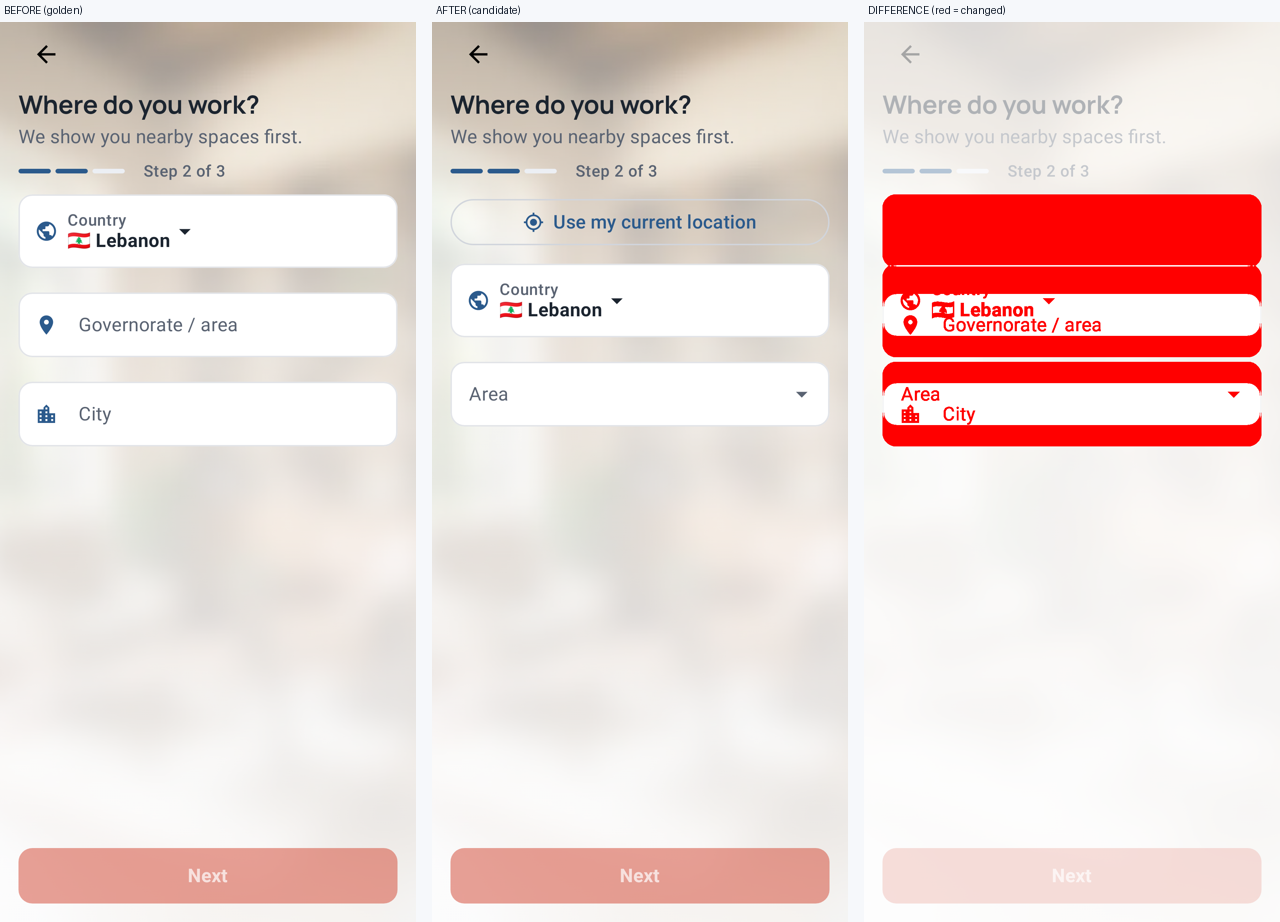 BEFORE (golden)
Where do you work?
We show you nearby spaces first.
Step 2 of 3
Country
🇱🇧 Lebanon
Governorate / area
City
Next
AFTER (candidate)
Where do you work?
We show you nearby spaces first.
Step 2 of 3
Use my current location
Country
🇱🇧 Lebanon
Area
Next
DIFFERENCE (red = changed)
Where do you work?
We show you nearby spaces first.
Step 2 of 3
Country
Lebanon
Governorate / area
Area
City
Next